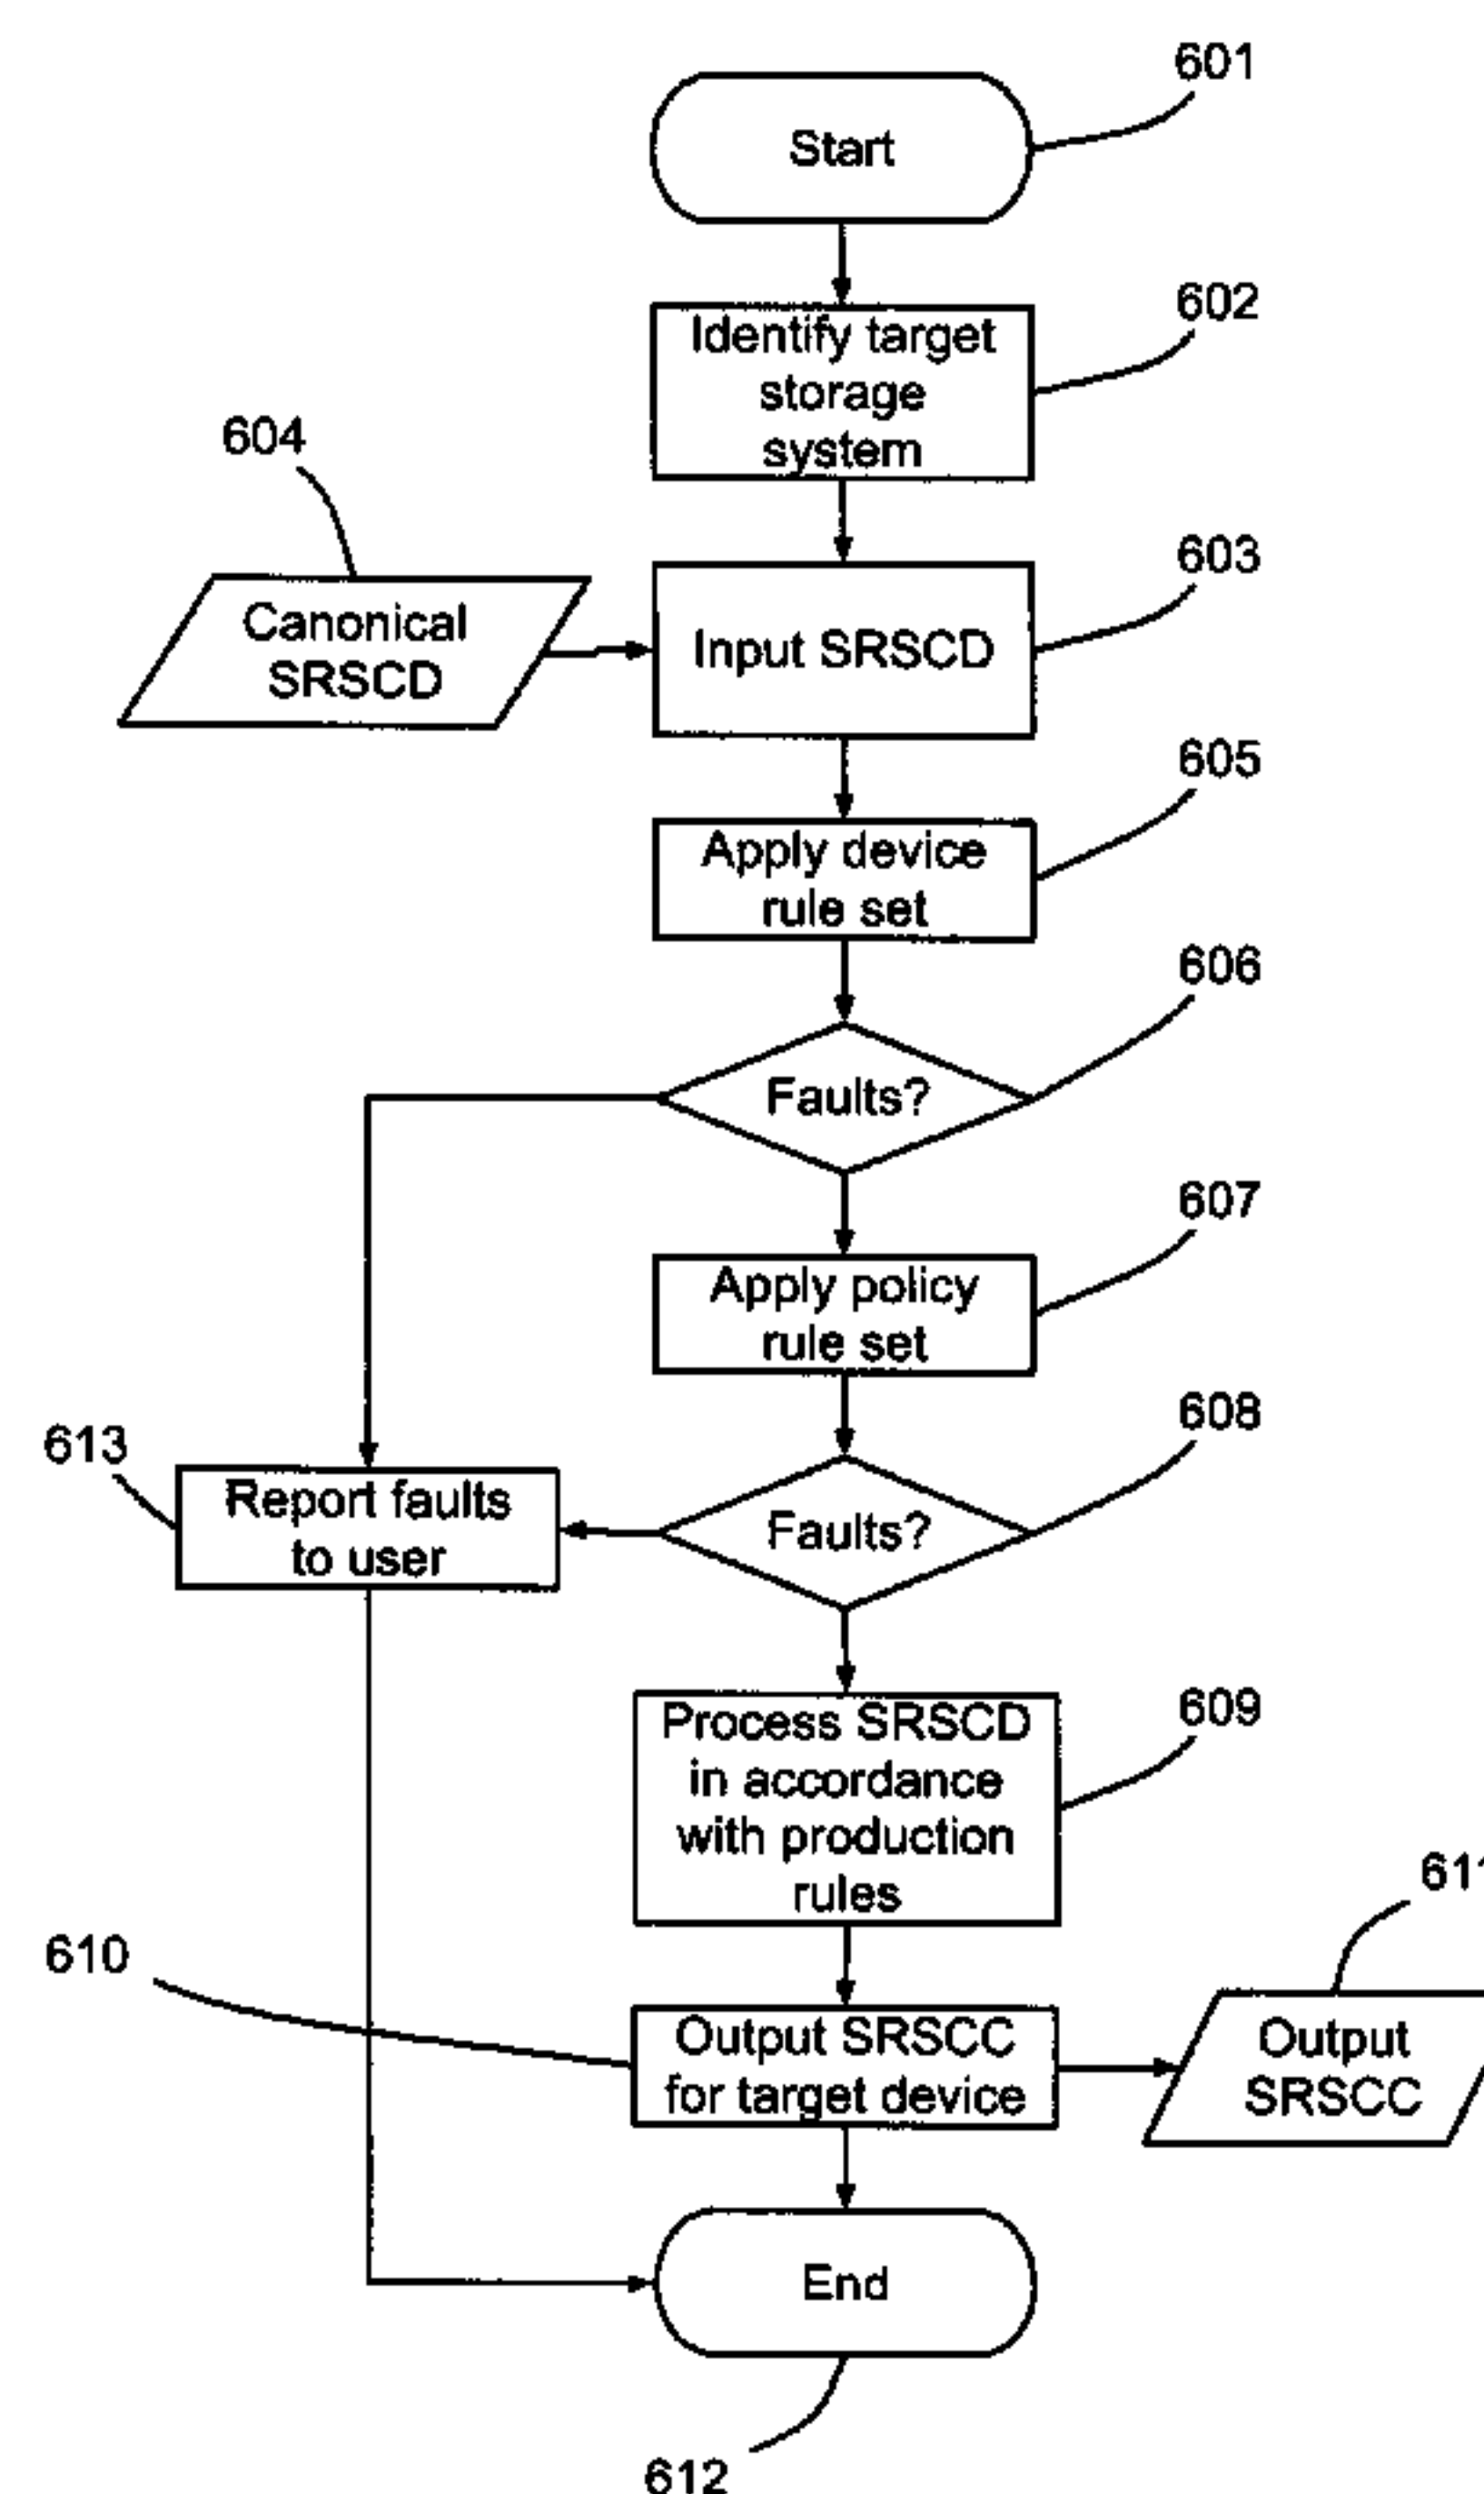 601
Start
602
Identify target
storage
system
604
603
Canonical
SRSCD
Input SRSCD
605
Apply device
rule set
606
Faults?
607
Apply policy
rule set
608
613
Report faults
to user
Faults?
609
Process SRSCD
in accordance
with production
rules
611
610
Output SRSCC
for target device
Output
SRSCC
End
612